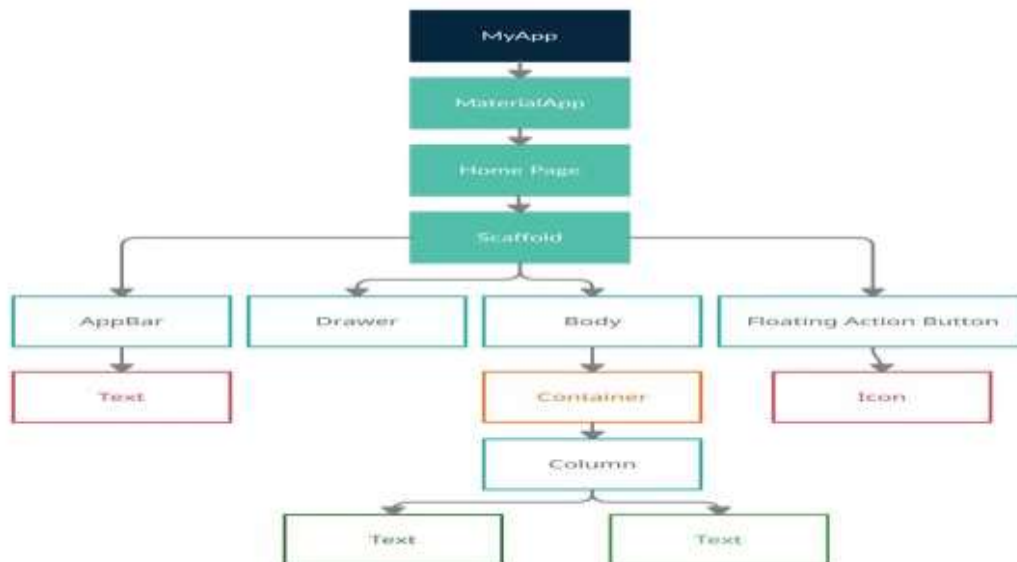 MyApp
MaterialApp
Home Page
Scaffold
AppBar
Drawer
Body
Floating Action Button
Text
Container
Icon
Column
Text
Text